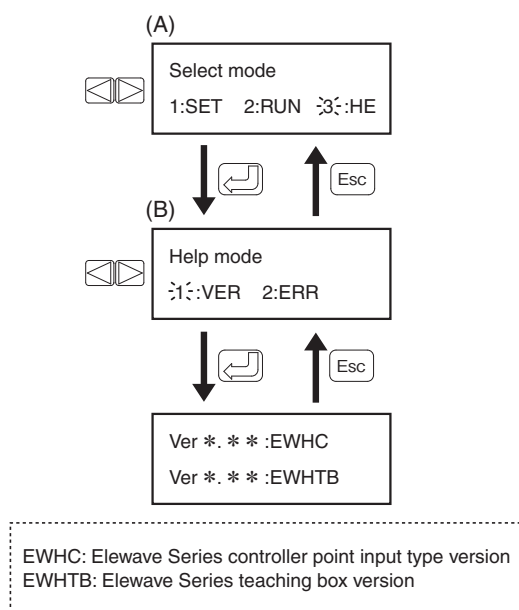 (A)
Select mode
1:SET 2:RUN 3:HE
Esc
(B)
Help mode
1:VER 2:ERR
Esc
Ver *. * * :EWHC
Ver *. * * :EWHTB
EWHC: Elewave Series controller point input type version
EWHTB: Elewave Series teaching box version